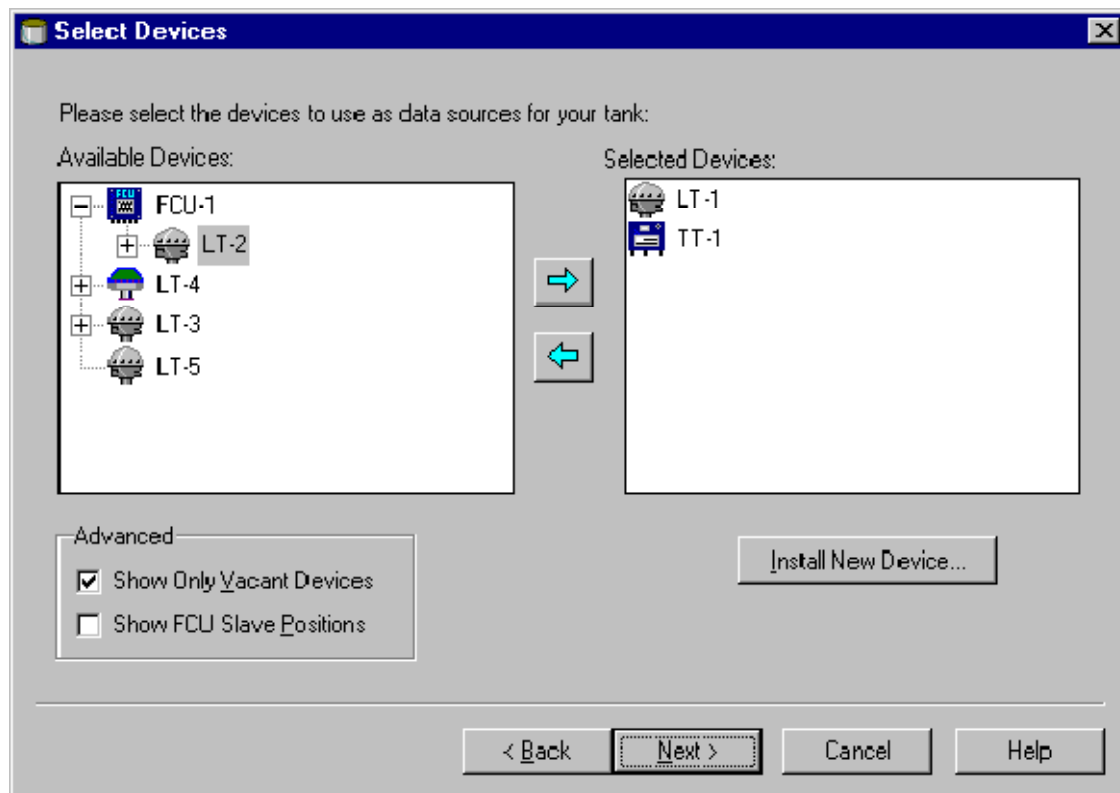 Select Devices
Please select the devices to use as data sources for your tank:
Available Devices:
Selected Devices:
FCU
FCU-1
LT-2
LT-4
LT-3
LT-5
LT-1
TT-1
Advanced
Show Only Vacant Devices
Show FCU Slave Positions
Install New Device...
< Back
Next >
Cancel
Help